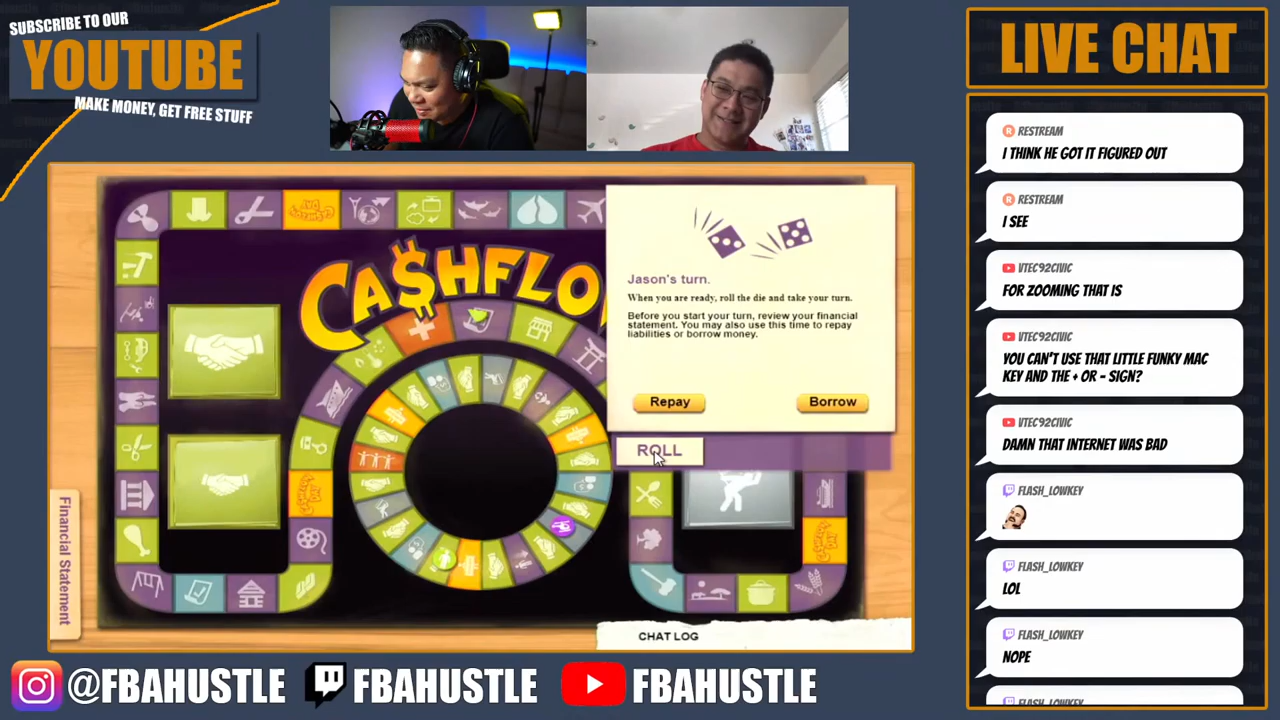 SUBSCRIBE TO OUR
YOUTUBE
MAKE MONEY, GET FREE STUFF
LIVE CHAT
RESTREAM
I THINK HE GOT IT FIGURED OUT
RESTREAM
I SEE
VTEC92CIVIC
FOR ZOOMING THAT IS
VTEC92CIVIC
YOU CAN'T USE THAT LITTLE FUNKY MAC
KEY AND THE + OR - SIGN?
VTEC92CIVIC
DAMN THAT INTERNET WAS BAD
FLASH_LOWKEY
FLASH_LOWKEY
LOL
FLASH_LOWKEY
NOPE
FLASH_LOWKEY
CA$HFLO
Jason's turn.
When you are ready, roll the die and take your turn.
Before you start your turn, review your financial
statement. You may also use this time to repay
liabilities or borrow money.
Repay
Borrow
ROLL
Financial Statement
CHAT LOG
@FBAHUSTLE
FBAHUSTLE
FBAHUSTLE